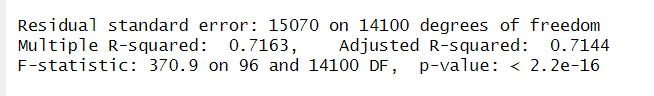 Residual standard error: 15070 on 14100 degrees of freedom
Multiple R-squared:  0.7163,    Adjusted R-squared:  0.7144
F-statistic: 370.9 on 96 and 14100 DF,  p-value: < 2.2e-16